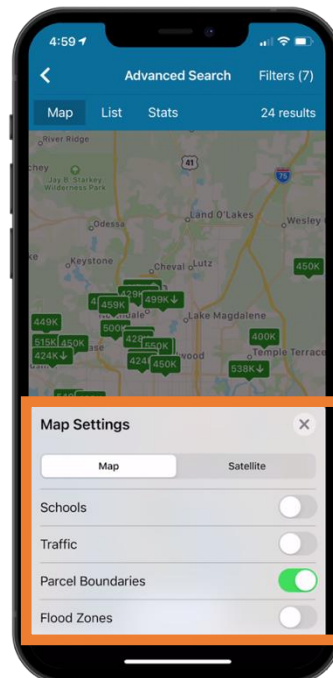 4:59
Advanced Search
Filters (7)
Map
List
Stats
24 results
River Ridge
41
75
Jay B. Starkey
Wilderness Park
Odessa
Land O'Lakes
Wesley
Keystone
Cheval
Lutz
450K
459K
499K↓
449K
500K
Lake Magdalene
515K
450K
428K
550K
400K
424K↓
wood
Temple Terrace
450K
538K↓
Map Settings
Map
Satellite
Schools
Traffic
Parcel Boundaries
Flood Zones